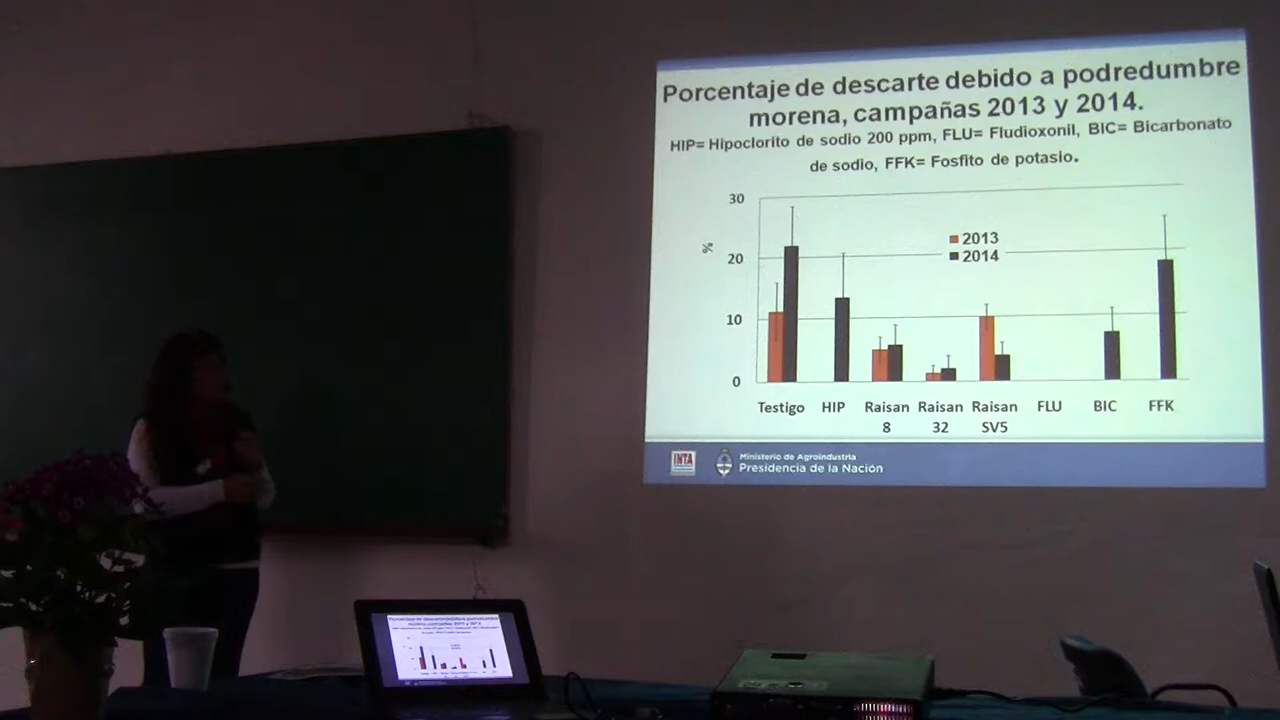 Porcentaje de descarte debido a podredumbre
morena, campañas 2013 y 2014.
HIP= Hipoclorito de sodio 200 ppm, FLU= Fludioxonil, BIC= Bicarbonato
de sodio, FFK= Fosfito de potasio.
30
2013
%
2014
20
10
0
Testigo HIP Raisan 8 Raisan 32 Raisan SV5 FLU BIC FFK
INTA
Ministerio de Agroindustria
Presidencia de la Nación